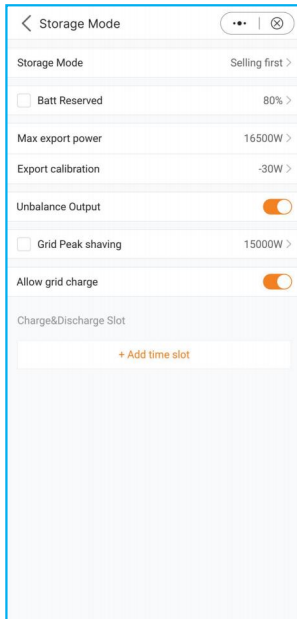 Storage Mode
Storage Mode Selling first
Batt Reserved 80%
Max export power 16500W
Export calibration -30W
Unbalance Output
Grid Peak shaving 15000W
Allow grid charge
Charge&Discharge Slot
+ Add time slot